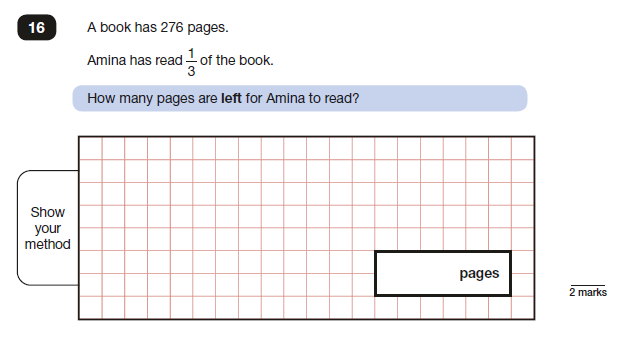 16
A book has 276 pages.
Amina has read 1/3 of the book.
How many pages are left for Amina to read?
Show
your
method
pages
2 marks